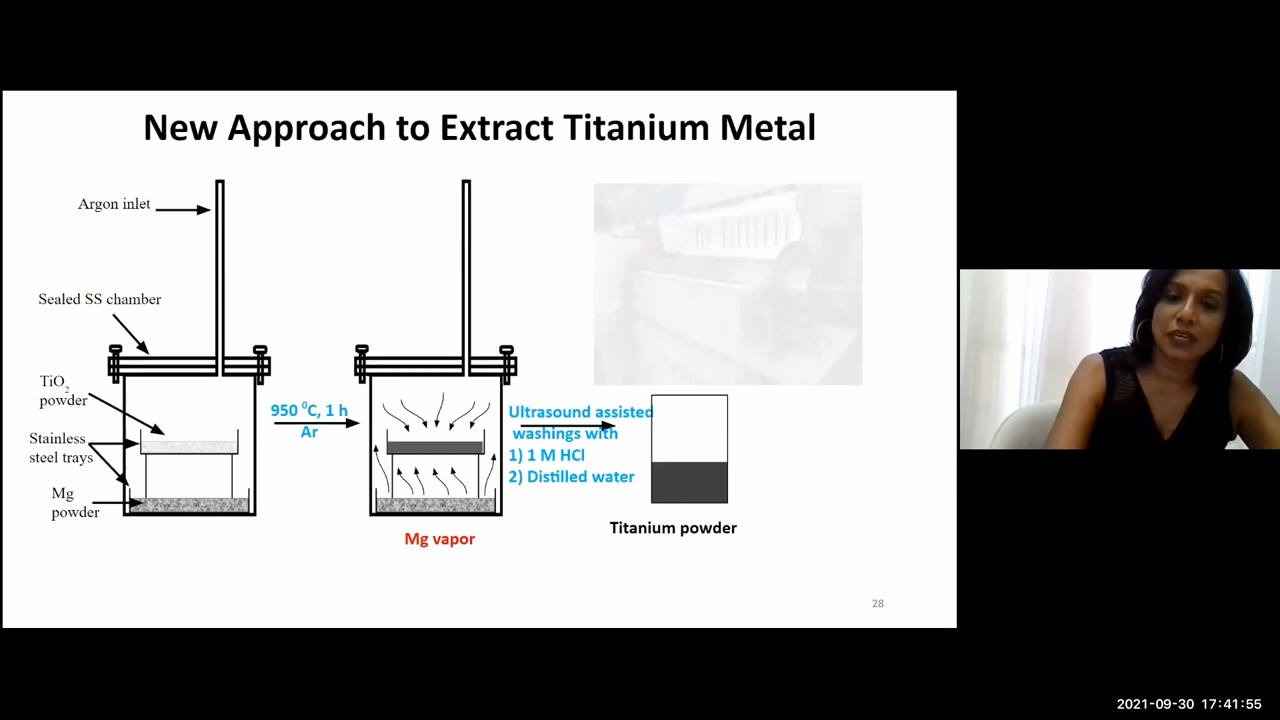 New Approach to Extract Titanium Metal
Argon inlet
Sealed SS chamber
TiO2
powder
Stainless
steel trays
Mg
powder
950 0C, 1 h
Ar
Mg vapor
Ultrasound assisted
washings with
1) 1 M HCl
2) Distilled water
Titanium powder
28
2021-09-30 17:41:55